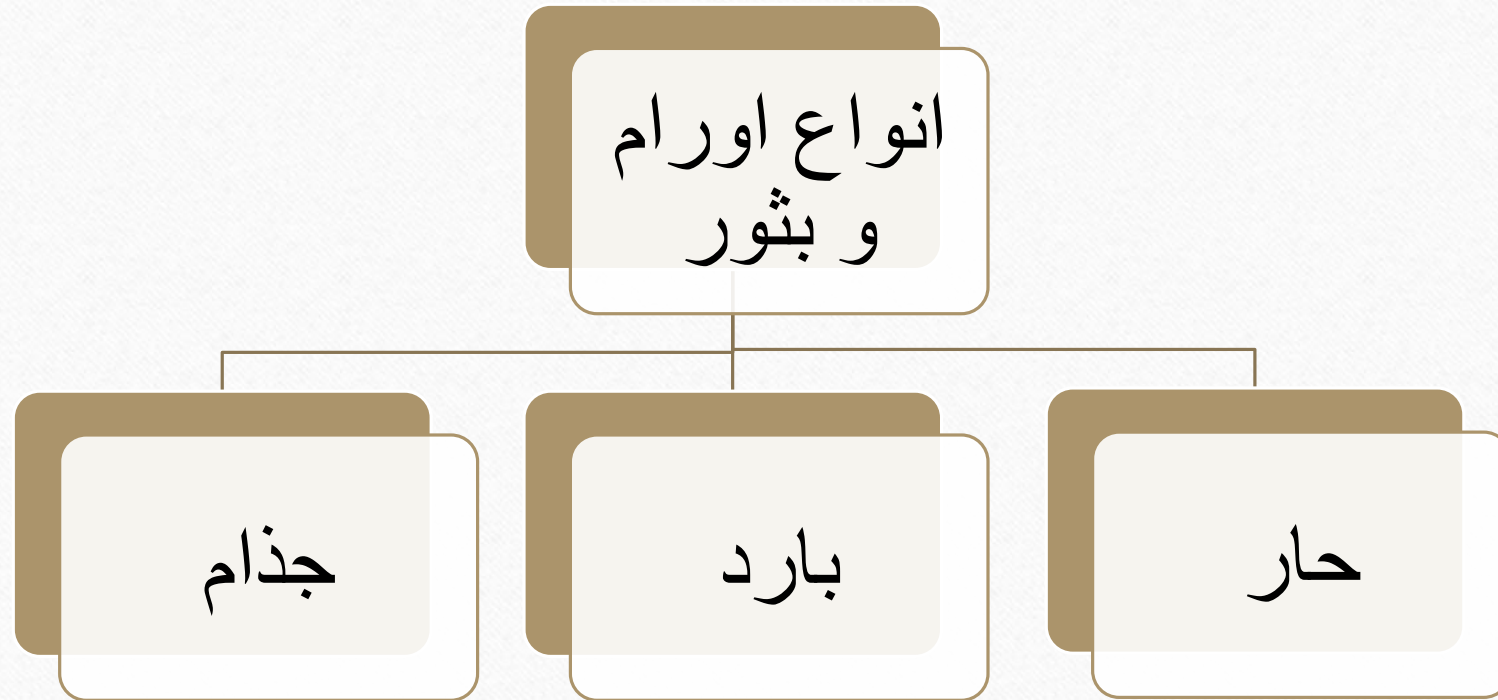 انواع اورام
و بثور
حار
بارد
جذام